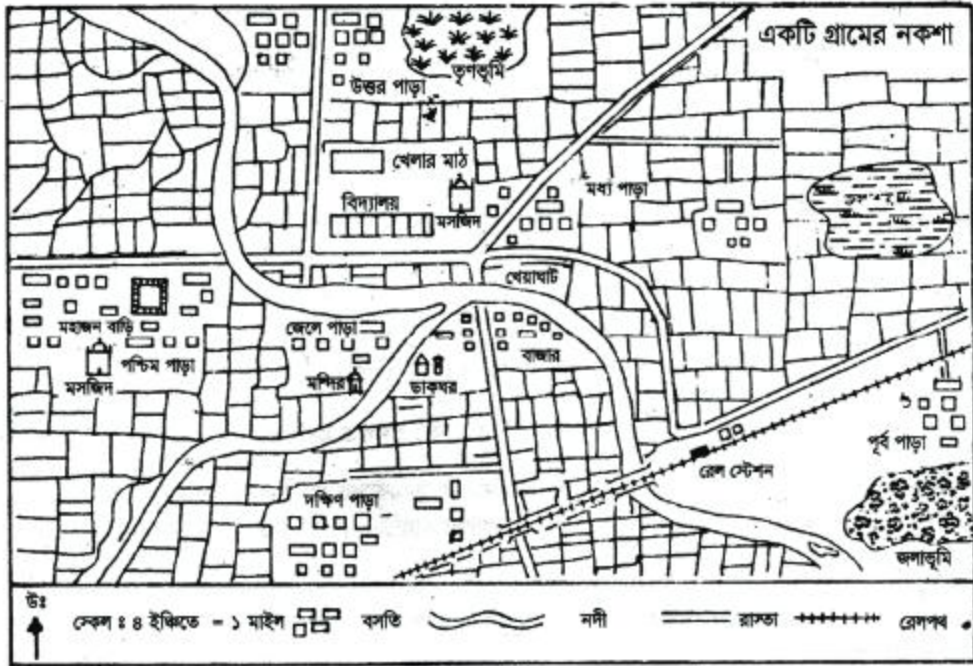 একটি গ্রামের নকশা
তৃণভূমি
উত্তর পাড়া
খেলার মাঠ
বিদ্যালয়
মসজিদ
মধ্য পাড়া
খেয়াঘাট
মহাজন বাড়ি
জেলে পাড়া
বাজার
পশ্চিম পাড়া
মসজিদ
মন্দির
ডাকঘর
পূর্ব পাড়া
রেল স্টেশন
দক্ষিণ পাড়া
জলাভূমি
উঃ
স্কেল ঃ ৪ ইঞ্চিতে = ১ মাইল বসতি নদী রাস্তা রেলপথ